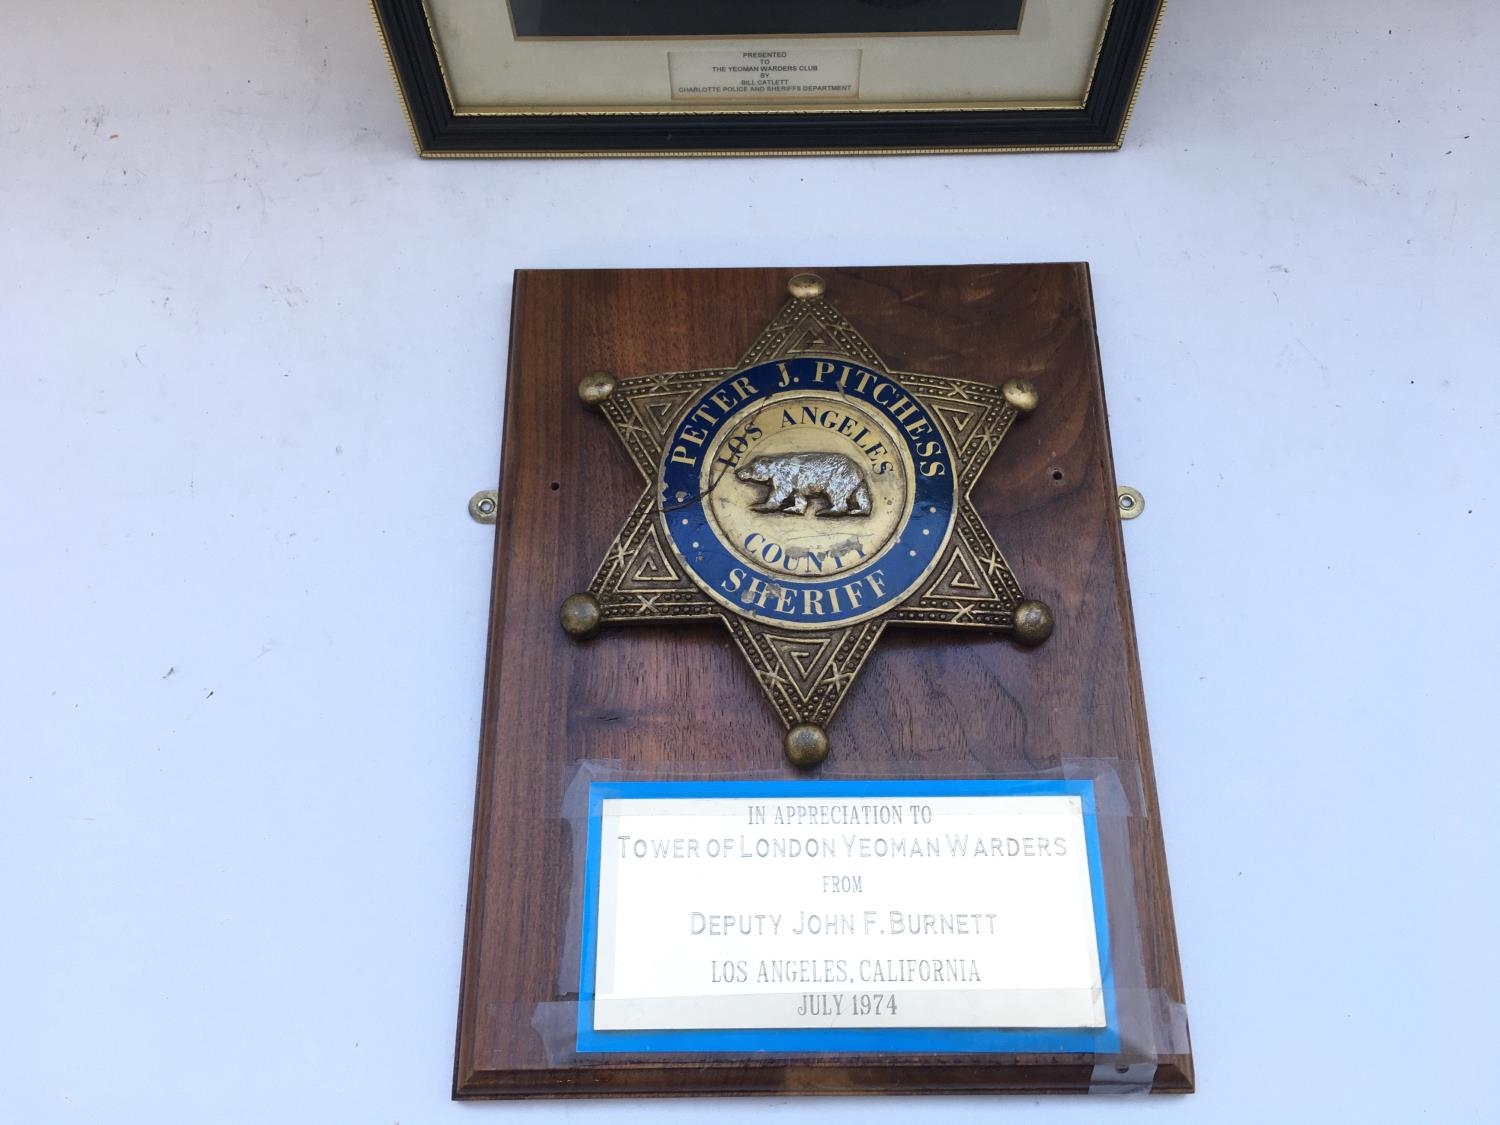 PRESENTED
TO
THE YEOMAN WARDERS CLUB
BY
BILL CATLETT
CHARLOTTE POLICE AND SHERIFFS DEPARTMENT
PETER J. PITCHESS
LOS ANGELES
COUNTY
SHERIFF
IN APPRECIATION TO
TOWER OF LONDON YEOMAN WARDERS
FROM
DEPUTY JOHN F. BURNETT
LOS ANGELES, CALIFORNIA
JULY 1974